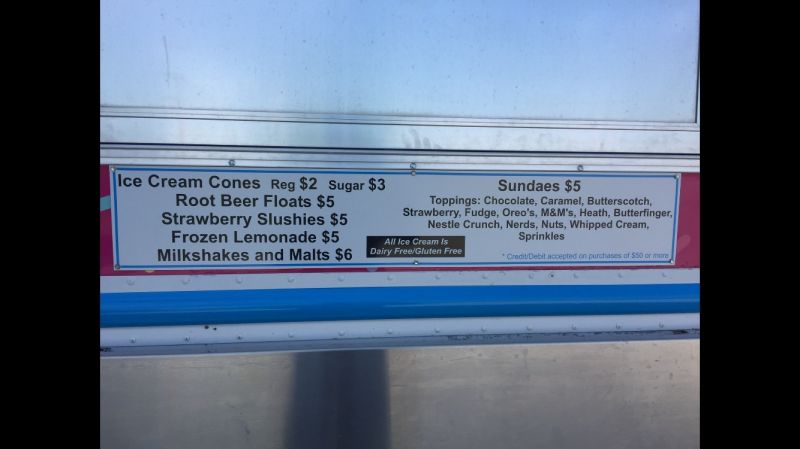 Ice Cream Cones Reg $2 Sugar $3
Root Beer Floats $5
Strawberry Slushies $5
Frozen Lemonade $5
Milkshakes and Malts $6
All Ice Cream Is
Dairy Free/Gluten Free
Sundaes $5
Toppings: Chocolate, Caramel, Butterscotch,
Strawberry, Fudge, Oreo's, M&M's, Heath, Butterfinger,
Nestle Crunch, Nerds, Nuts, Whipped Cream,
Sprinkles
* Credit/Debit accepted on purchases of $50 or more